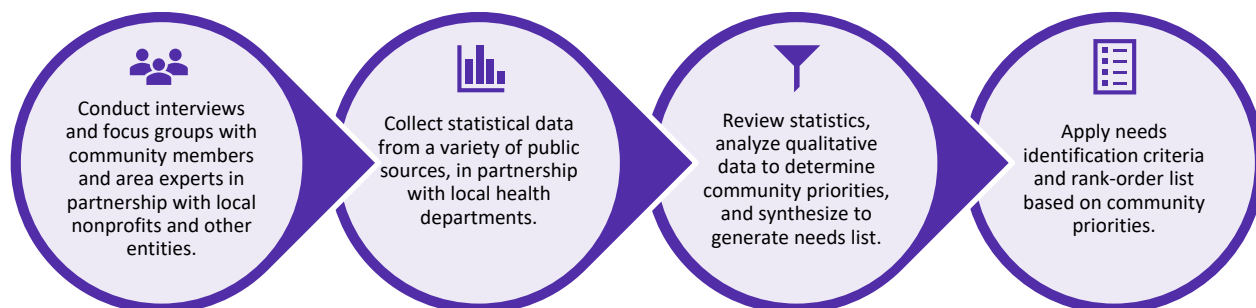 Conduct interviews
and focus groups with
community members
and area experts in
partnership with local
nonprofits and other
entities.
Collect statistical data
from a variety of public
sources, in partnership
with local health
departments.
Review statistics,
analyze qualitative
data to determine
community priorities,
and synthesize to
generate needs list.
Apply needs
identification criteria
and rank-order list
based on community
priorities.